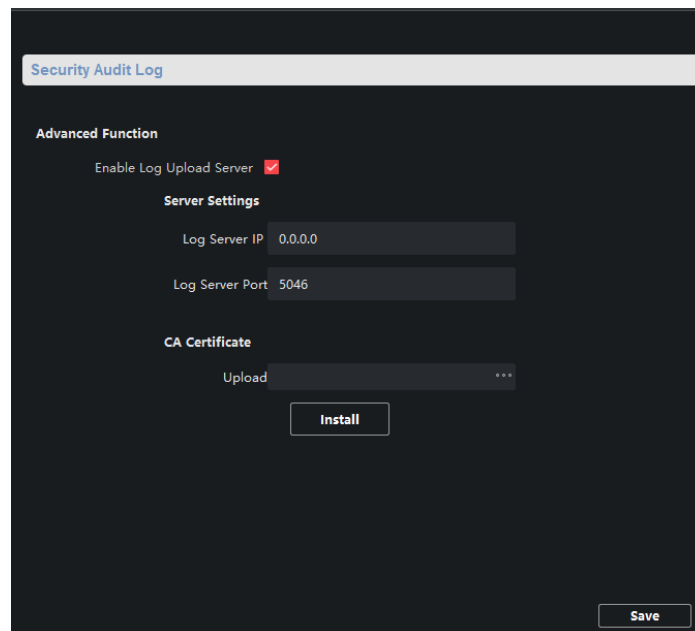 Security Audit Log
Advanced Function
Enable Log Upload Server
Server Settings
Log Server IP 0.0.0.0
Log Server Port 5046
CA Certificate
Upload ...
Install
Save